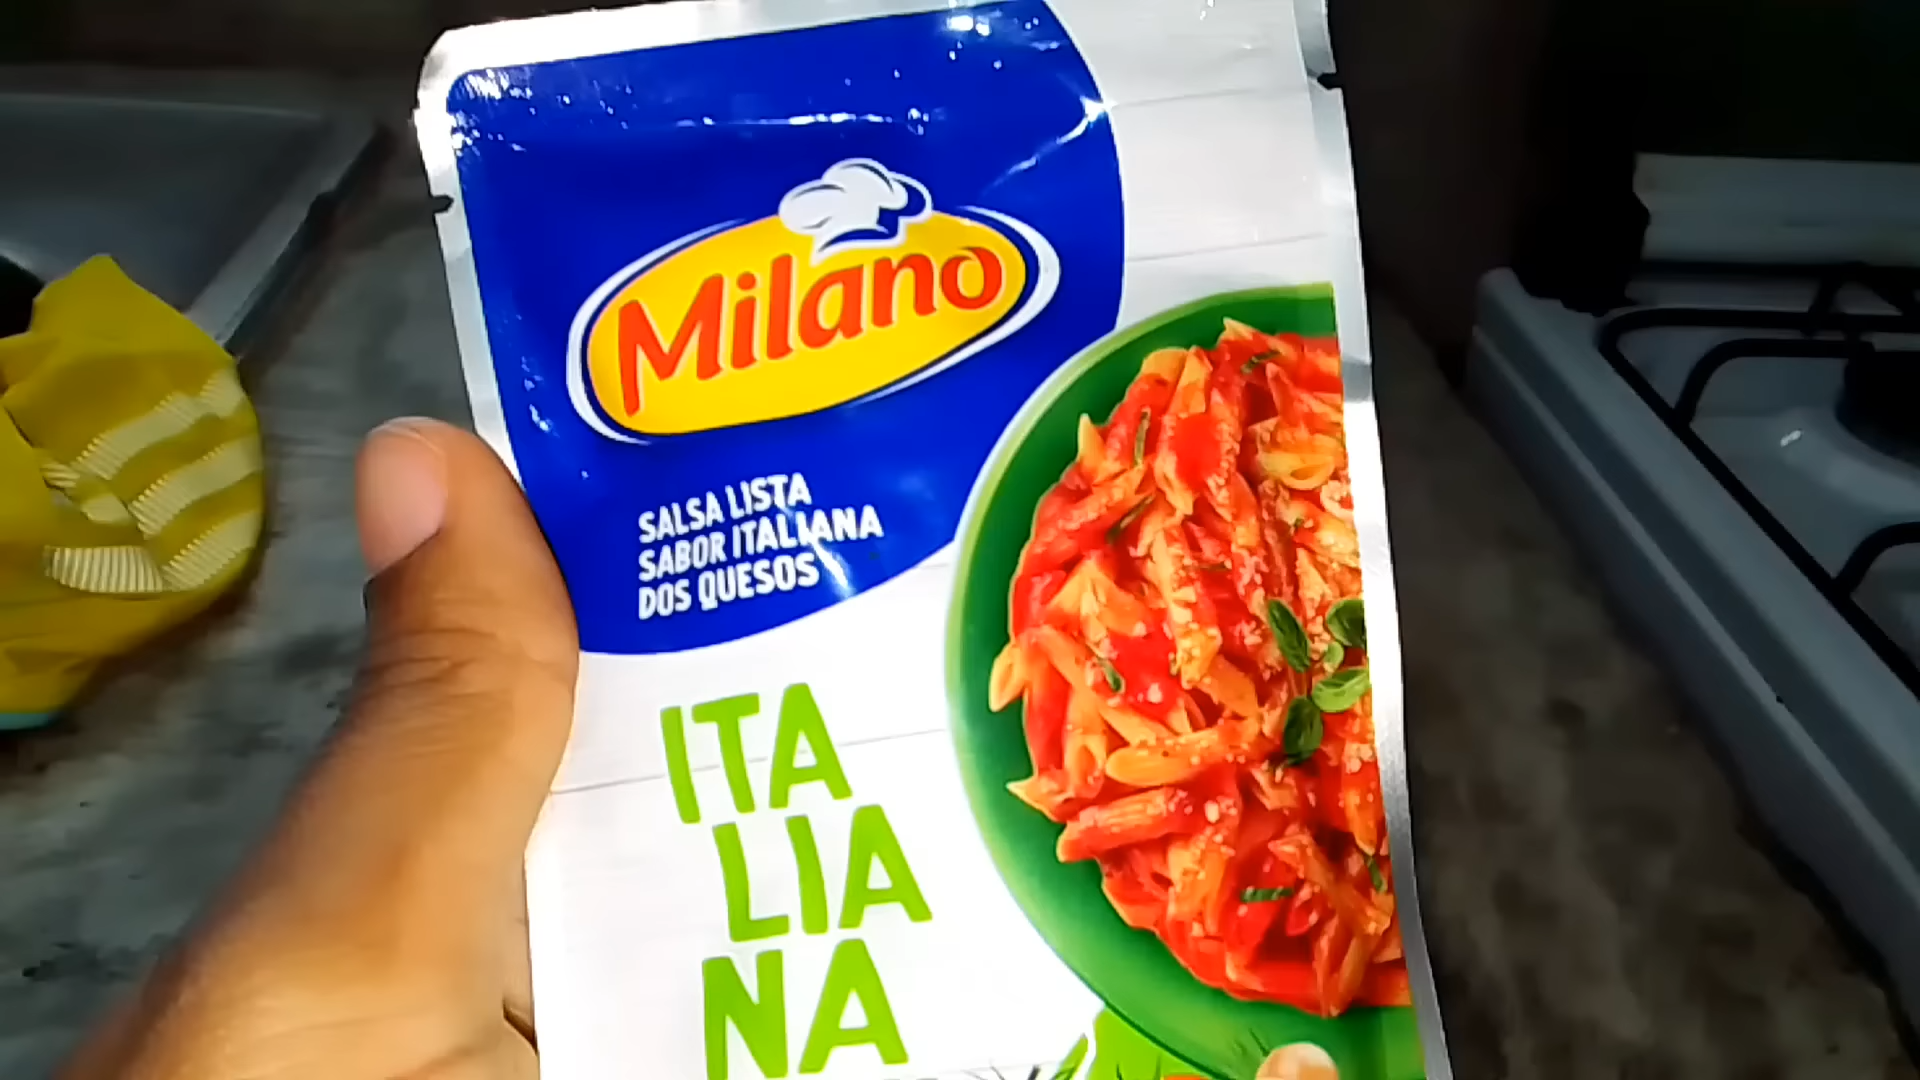 Milano
SALSA LISTA
SABOR ITALIANA
DOS QUESOS
ITA
LIA
NA